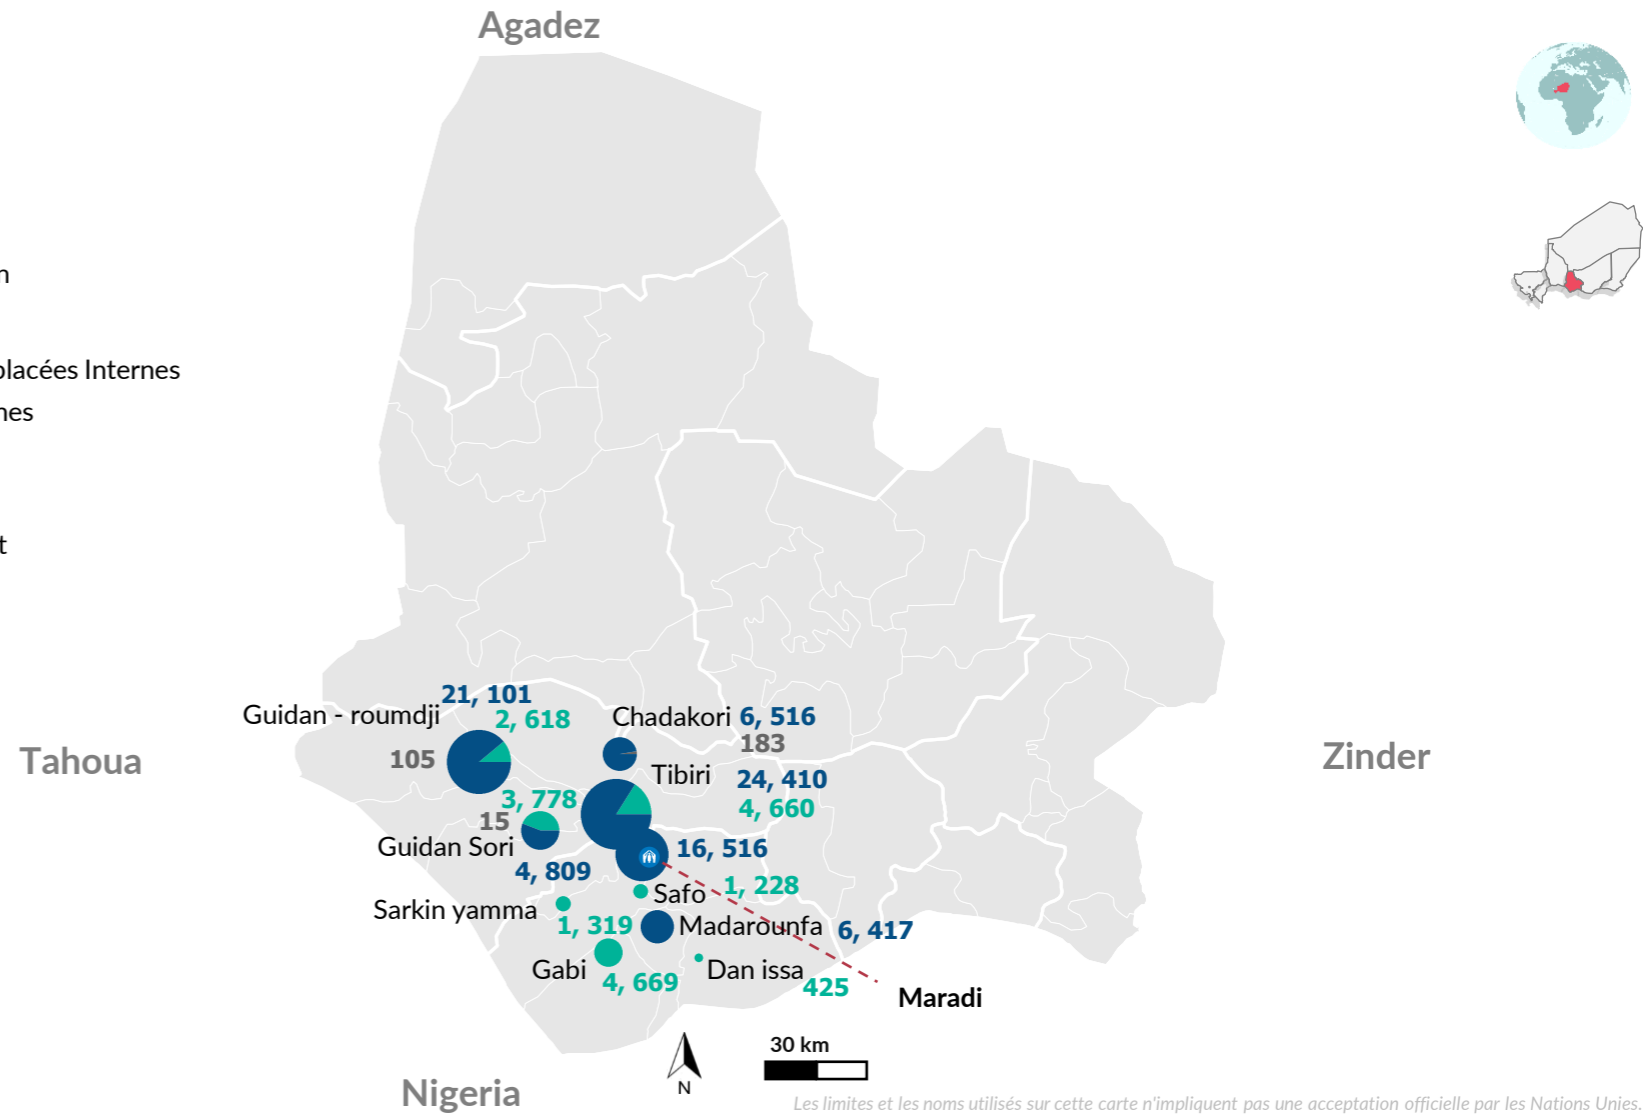 Agadez
placées Internes
Guidan - roumdji
21, 101
2, 618
105
Chadakori
6, 516
183
Tahoua
Zinder
Tibiri
24, 410
4, 660
3, 778
15
Guidan Sori
4, 809
16, 516
Safo
1, 228
Sarkin yamma
1, 319
Madarounfa
6, 417
Gabi
4, 669
Dan issa
425
Maradi
30 km
N
Nigeria
Les limites et les noms utilisés sur cette carte n'impliquent pas une acceptation officielle par les Nations Unies.